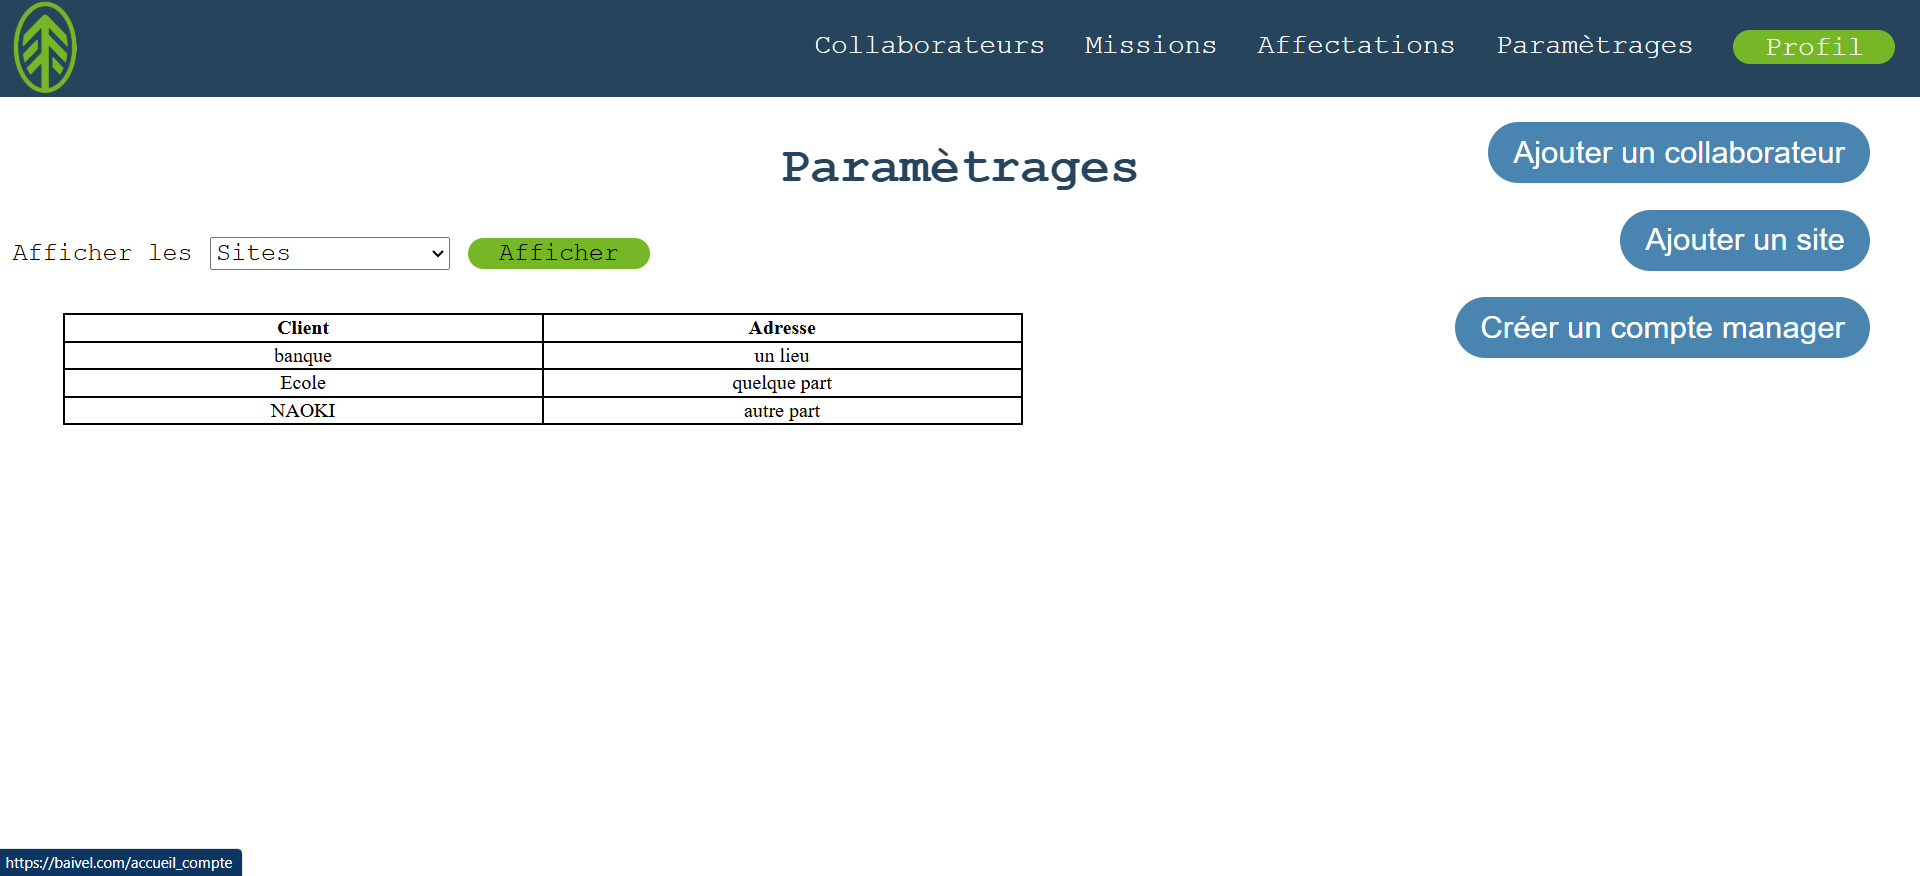 Collaborateurs Missions Affectations Paramètrages Profil
Paramètrages
Ajouter un collaborateur
Ajouter un site
Créer un compte manager
Afficher les Sites Afficher
Client Adresse
banque un lieu
Ecole quelque part
NAOKI autre part
https://baivel.com/accueil_compte